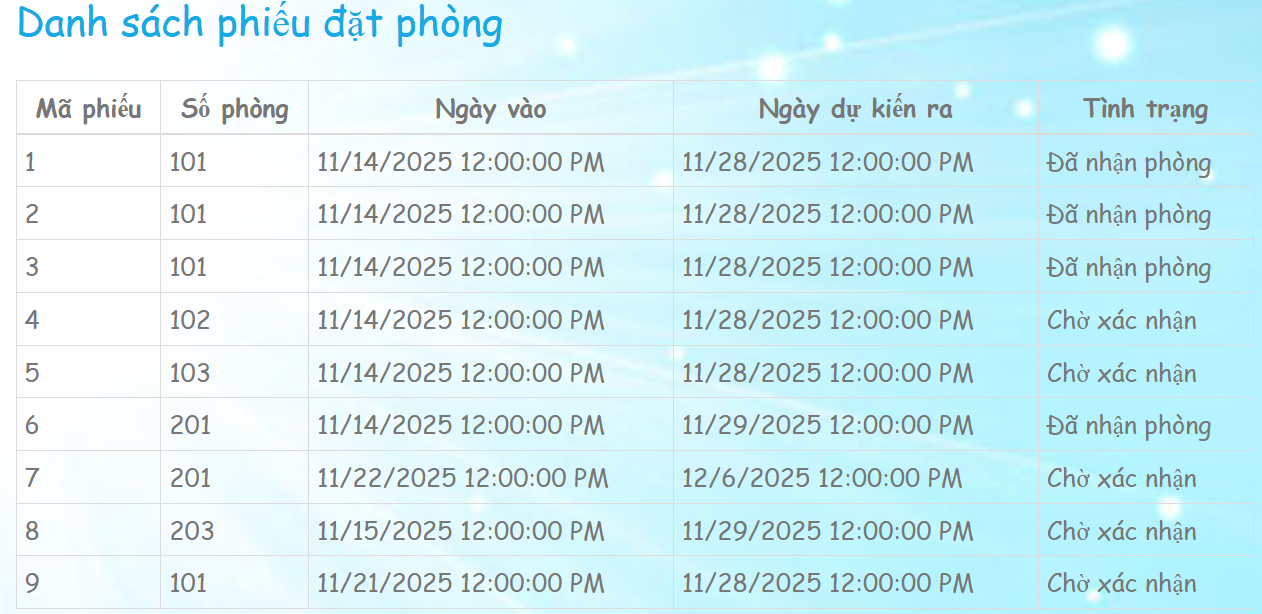 Danh sách phiếu đặt phòng
Mã phiếu Số phòng Ngày vào Ngày dự kiến ra Tình trạng
1 101 11/14/2025 12:00:00 PM 11/28/2025 12:00:00 PM Đã nhận phòng
2 101 11/14/2025 12:00:00 PM 11/28/2025 12:00:00 PM Đã nhận phòng
3 101 11/14/2025 12:00:00 PM 11/28/2025 12:00:00 PM Đã nhận phòng
4 102 11/14/2025 12:00:00 PM 11/28/2025 12:00:00 PM Chờ xác nhận
5 103 11/14/2025 12:00:00 PM 11/28/2025 12:00:00 PM Chờ xác nhận
6 201 11/14/2025 12:00:00 PM 11/29/2025 12:00:00 PM Đã nhận phòng
7 201 11/22/2025 12:00:00 PM 12/6/2025 12:00:00 PM Chờ xác nhận
8 203 11/15/2025 12:00:00 PM 11/29/2025 12:00:00 PM Chờ xác nhận
9 101 11/21/2025 12:00:00 PM 11/28/2025 12:00:00 PM Chờ xác nhận